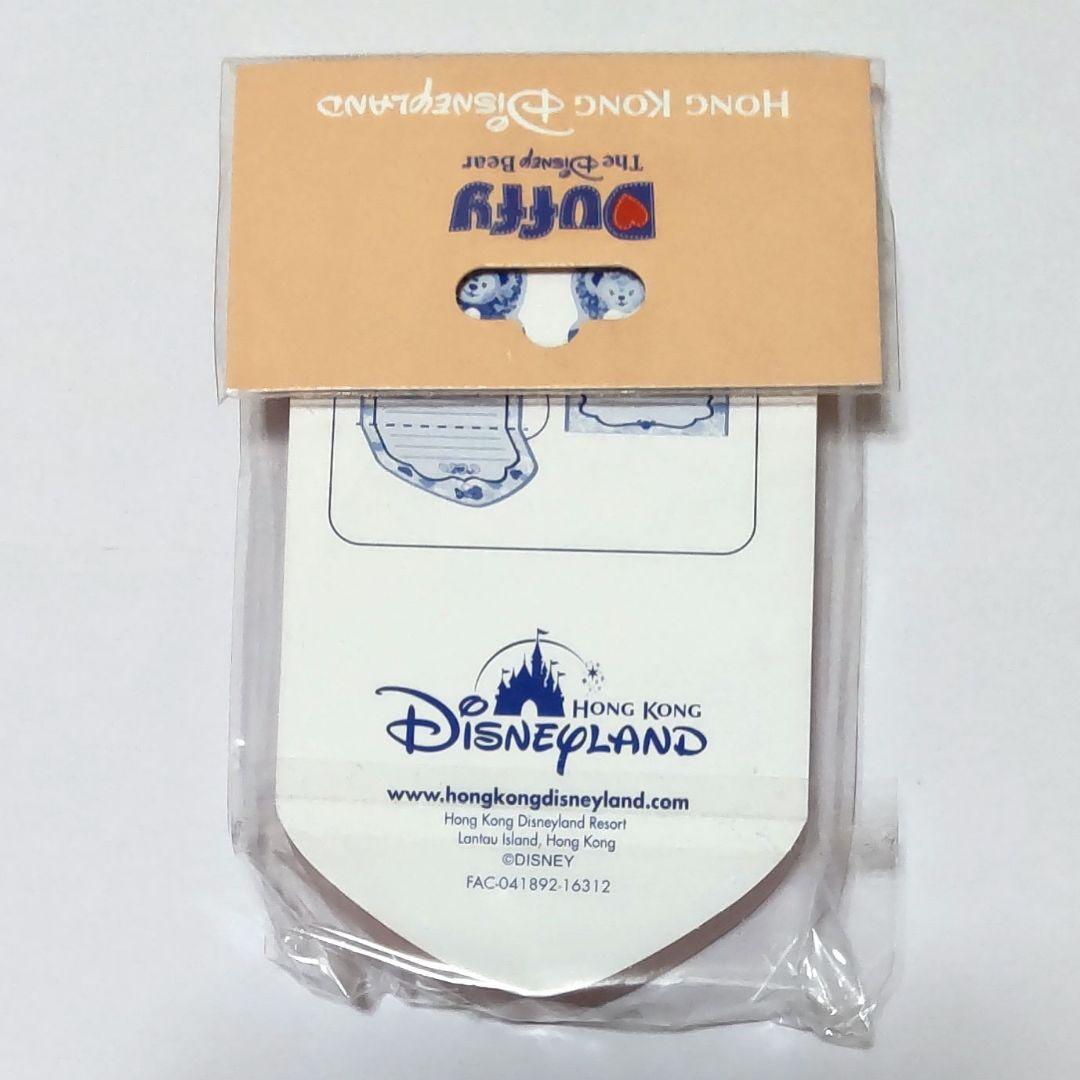 HONG KONG DISNEYLAND
The DISNEY Bear
Duffy
HONG KONG
DISNEYLAND
www.hongkongdisneyland.com
Hong Kong Disneyland Resort
Lantau Island, Hong Kong
©DISNEY
FAC-041892-16312